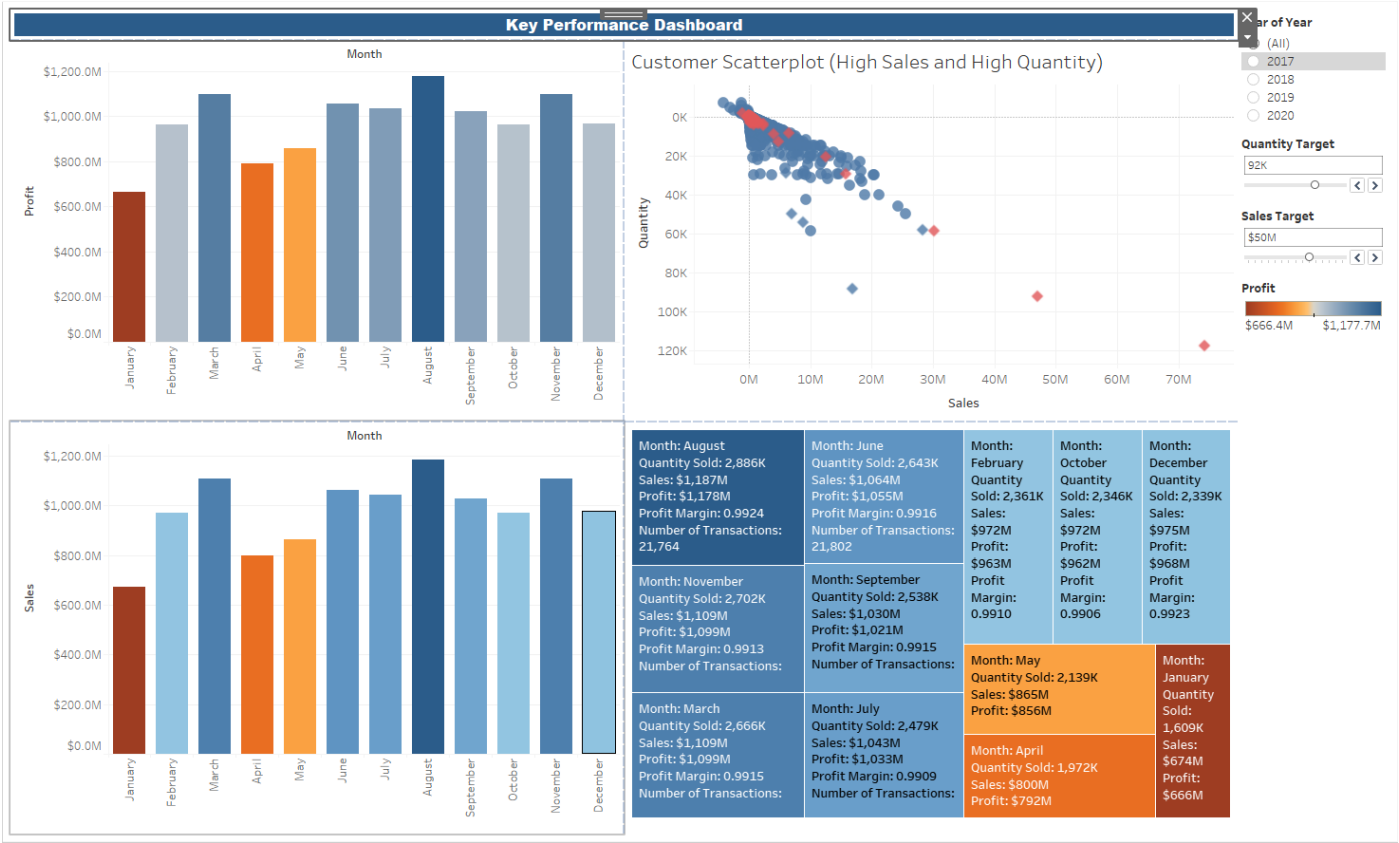 Key Performance Dashboard
Month
$1,200.0M
$1,000.0M
$800.0M
$600.0M
$400.0M
$200.0M
$0.0M
Profit
January
February
March
April
May
June
July
August
September
October
November
December
Customer Scatterplot (High Sales and High Quantity)
0K
20K
40K
60K
80K
100K
120K
Quantity
0M
10M
20M
30M
40M
50M
60M
70M
Sales
ar of Year
(All)
2017
2018
2019
2020
Quantity Target
92K
Sales Target
$50M
Profit
$666.4M
$1,177.7M
Month
$1,200.0M
$1,000.0M
$800.0M
$600.0M
$400.0M
$200.0M
$0.0M
Sales
January
February
March
April
May
June
July
August
September
October
November
December
Month: August
Quantity Sold: 2,886K
Sales: $1,187M
Profit: $1,178M
Profit Margin: 0.9924
Number of Transactions:
21,764
Month: November
Quantity Sold: 2,702K
Sales: $1,109M
Profit: $1,099M
Profit Margin: 0.9913
Number of Transactions:
Month: March
Quantity Sold: 2,666K
Sales: $1,109M
Profit: $1,099M
Profit Margin: 0.9915
Number of Transactions:
Month: June
Quantity Sold: 2,643K
Sales: $1,064M
Profit: $1,055M
Profit Margin: 0.9916
Number of Transactions:
21,802
Month: September
Quantity Sold: 2,538K
Sales: $1,030M
Profit: $1,021M
Profit Margin: 0.9915
Number of Transactions:
Month: July
Quantity Sold: 2,479K
Sales: $1,043M
Profit: $1,033M
Profit Margin: 0.9909
Number of Transactions:
Month:
February
Quantity
Sold: 2,361K
Sales:
$972M
Profit:
$963M
Profit
Margin:
0.9910
Month:
October
Quantity
Sold: 2,346K
Sales:
$972M
Profit:
$962M
Profit
Margin:
0.9906
Month:
December
Quantity
Sold: 2,339K
Sales:
$975M
Profit:
$968M
Profit
Margin:
0.9923
Month: May
Quantity Sold: 2,139K
Sales: $865M
Profit: $856M
Month: April
Quantity Sold: 1,972K
Sales: $800M
Profit: $792M
Month:
January
Quantity
Sold:
1,609K
Sales:
$674M
Profit:
$666M